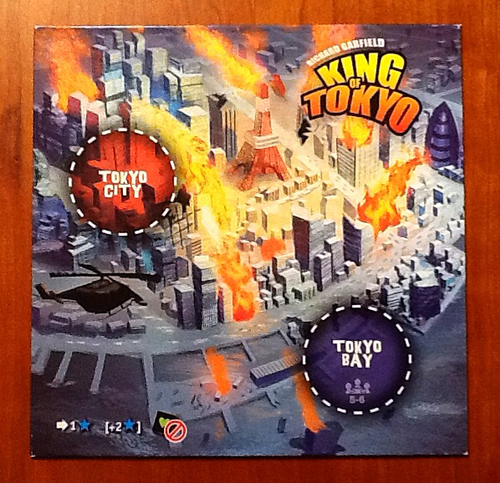 RICHARD GARFIELD
KING
OF
TOKYO
TOKYO
CITY
TOKYO
BAY
5-6
1 [+2]